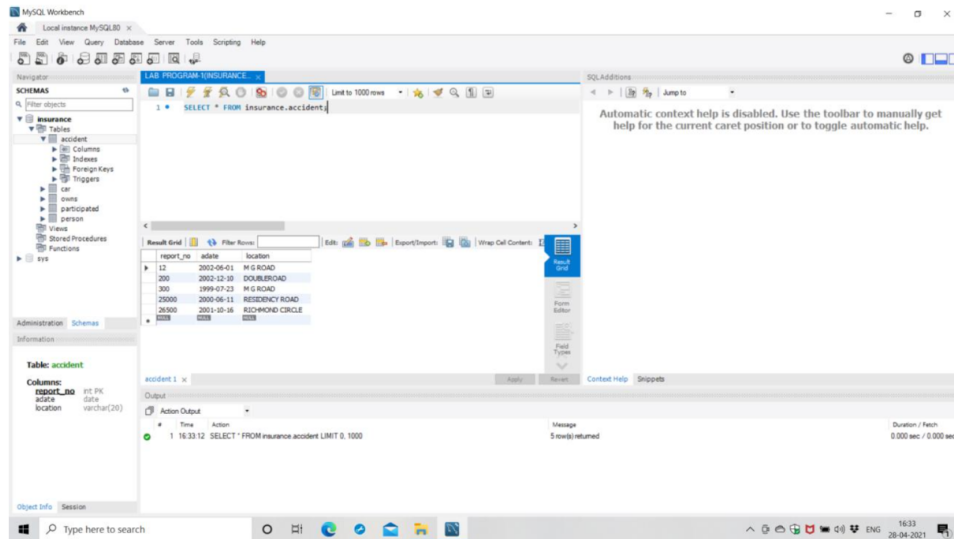 MySQL Workbench
Local instance MySQL80 ×
File Edit View Query Database Server Tools Scripting Help
Navigator
SCHEMAS
Filter objects
insurance
Tables
accident
Columns
Indexes
Foreign Keys
Triggers
car
owns
participated
person
Views
Stored Procedures
Functions
sys
Administration Schemas
Information
Table: accident
Columns:
report_no int PK
adate date
location varchar(20)
Object Info Session
LAB PROGRAM-1(INSURANCE... ×
Limit to 1000 rows
1 SELECT * FROM insurance.accident;
Result Grid Filter Rows: Edit: Export/Import: Wrap Cell Content:
report_no adate location
12 2002-06-01 M G ROAD
200 2002-12-10 DOUBLEROAD
300 1999-07-23 M G ROAD
25000 2000-06-11 RESIDENCY ROAD
26500 2001-10-16 RICHMOND CIRCLE
NULL NULL NULL
Result Grid
Form Editor
Field Types
accident 1 ×
Apply Revert
SQLAdditions
Jump to
Automatic context help is disabled. Use the toolbar to manually get
help for the current caret position or to toggle automatic help.
Context Help Snippets
Output
Action Output
# Time Action Message Duration / Fetch
1 16:33:12 SELECT * FROM insurance.accident LIMIT 0, 1000 5 row(s) returned 0.000 sec / 0.000 sec
Type here to search
ENG
16:33
28-04-2021